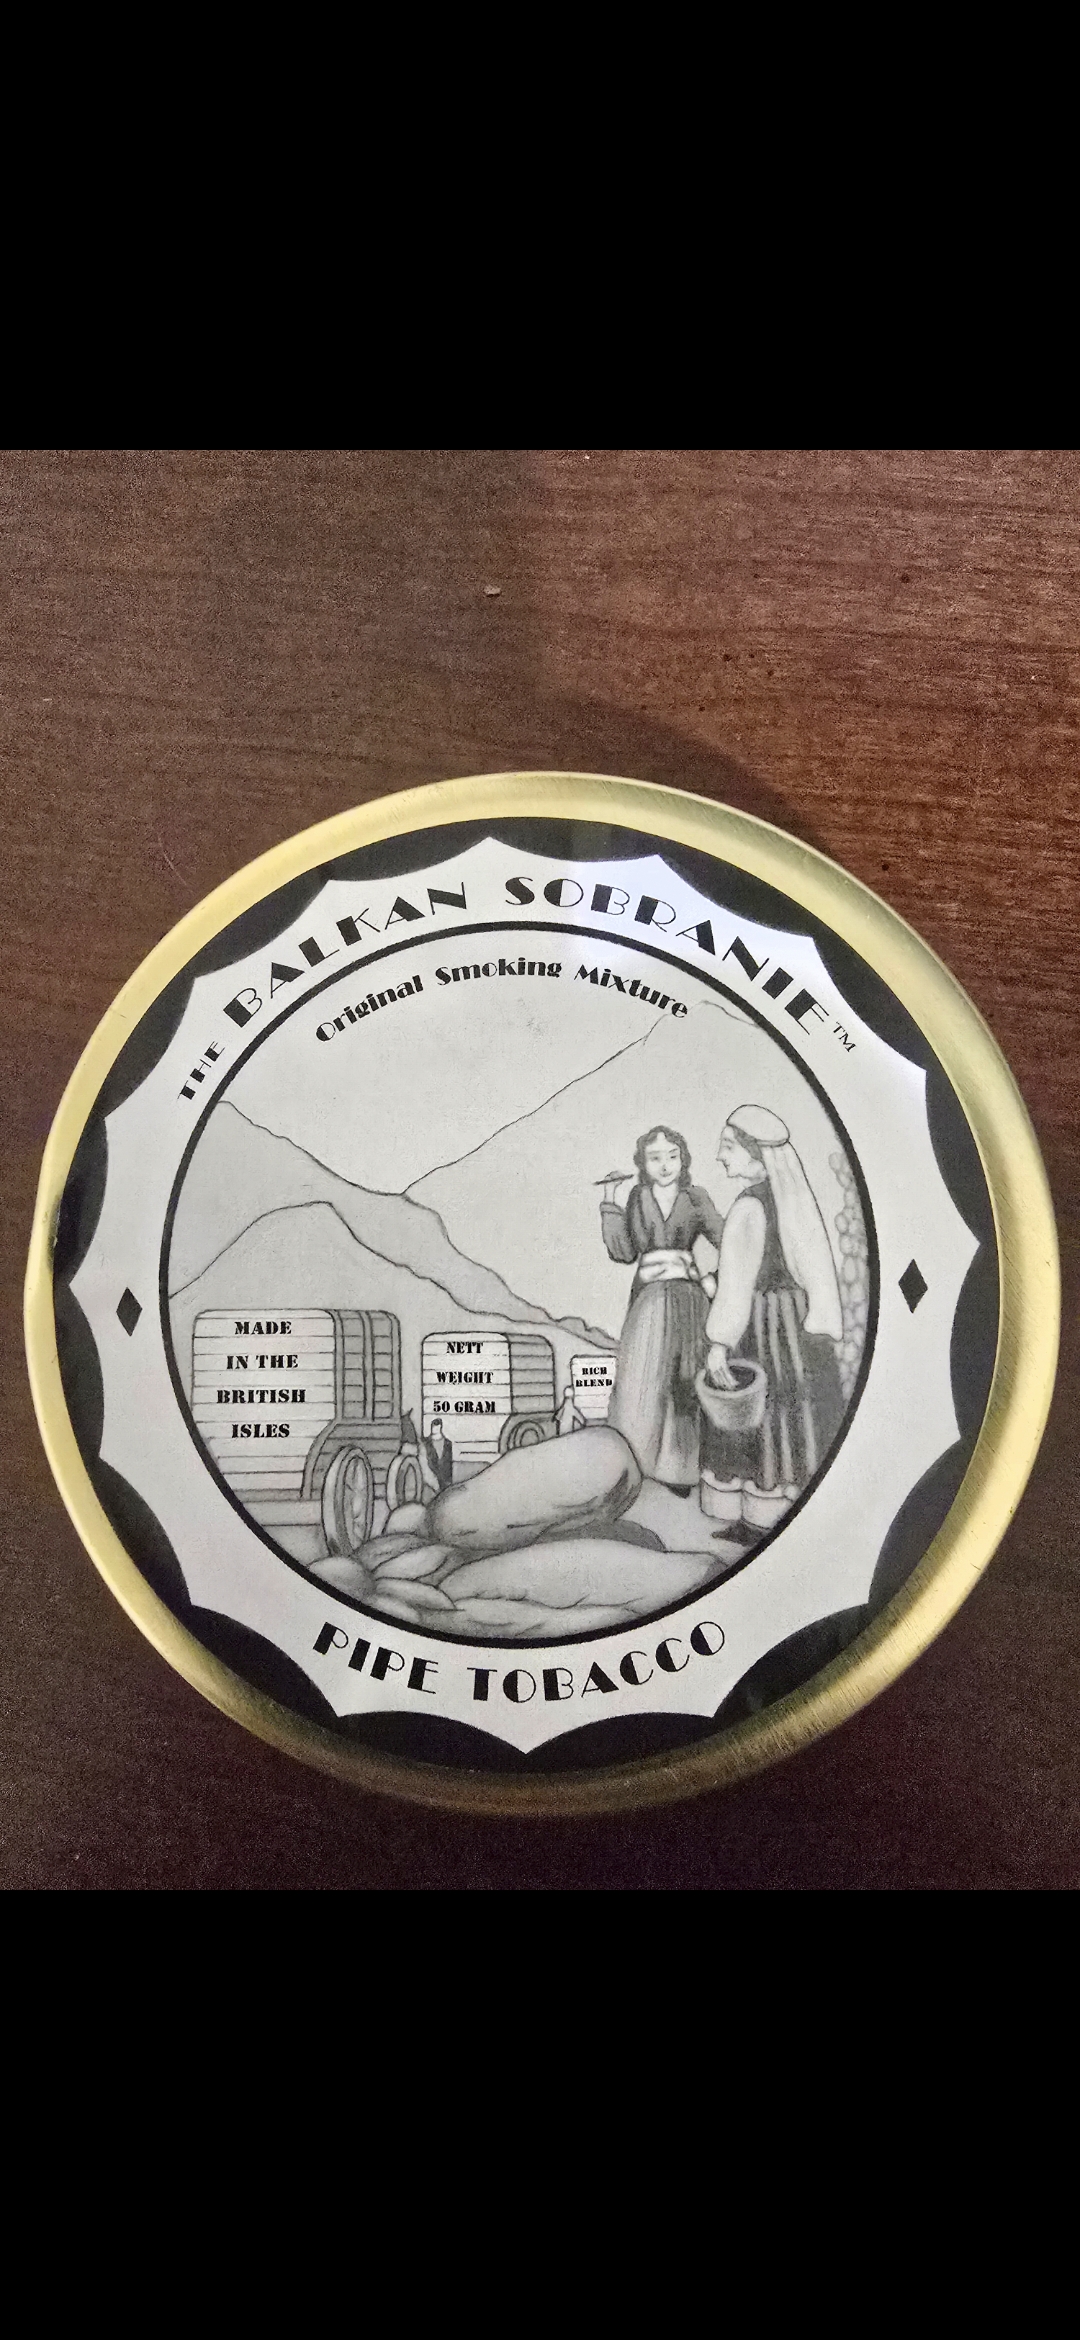 THE BALKAN SOBRANIE™
Original Smoking Mixture
MADE
IN THE
BRITISH
ISLES
NETT
WEIGHT
50 GRAM
RICH
BLEND
PIPE TOBACCO